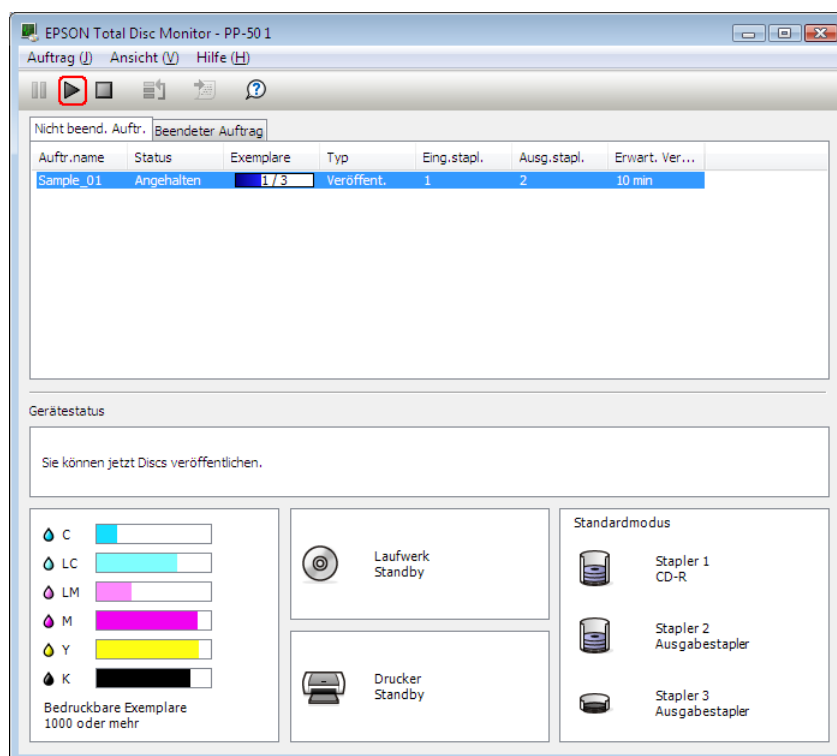 EPSON Total Disc Monitor - PP-50 1
Auftrag (J) Ansicht (V) Hilfe (H)
Nicht beend. Auftr. Beendeter Auftrag
Auftr.name Status Exemplare Typ Eing.stapl. Ausg.stapl. Erwart. Ver...
Sample_01 Angehalten 1 / 3 Veröffent. 1 2 10 min
Gerätestatus
Sie können jetzt Discs veröffentlichen.
C
LC
LM
M
Y
K
Bedruckbare Exemplare
1000 oder mehr
Laufwerk
Standby
Drucker
Standby
Standardmodus
Stapler 1
CD-R
Stapler 2
Ausgabestapler
Stapler 3
Ausgabestapler